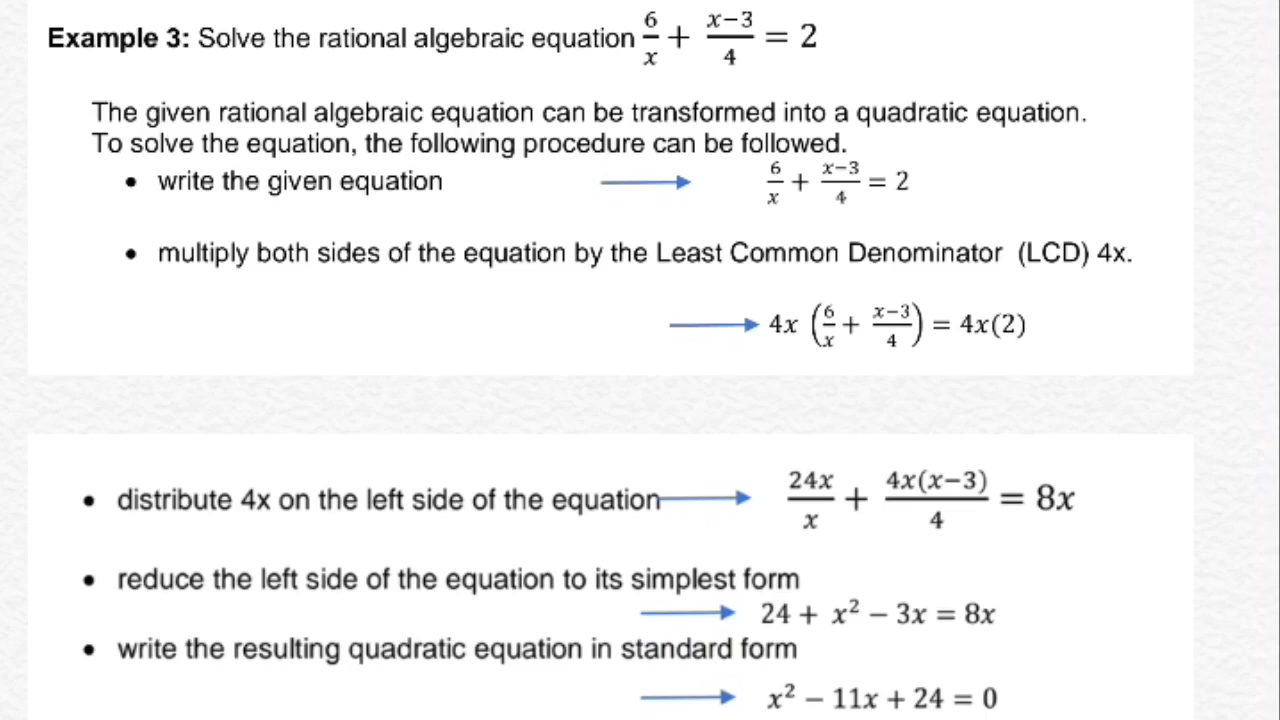 Example 3: Solve the rational algebraic equation 6/x + x−3/4 = 2
The given rational algebraic equation can be transformed into a quadratic equation.
To solve the equation, the following procedure can be followed.
• write the given equation 6/x + x−3/4 = 2
• multiply both sides of the equation by the Least Common Denominator (LCD) 4x.
4x (6/x + x−3/4) = 4x(2)
• distribute 4x on the left side of the equation 24x/x + 4x(x−3)/4 = 8x
• reduce the left side of the equation to its simplest form
24 + x² − 3x = 8x
• write the resulting quadratic equation in standard form
x² − 11x + 24 = 0